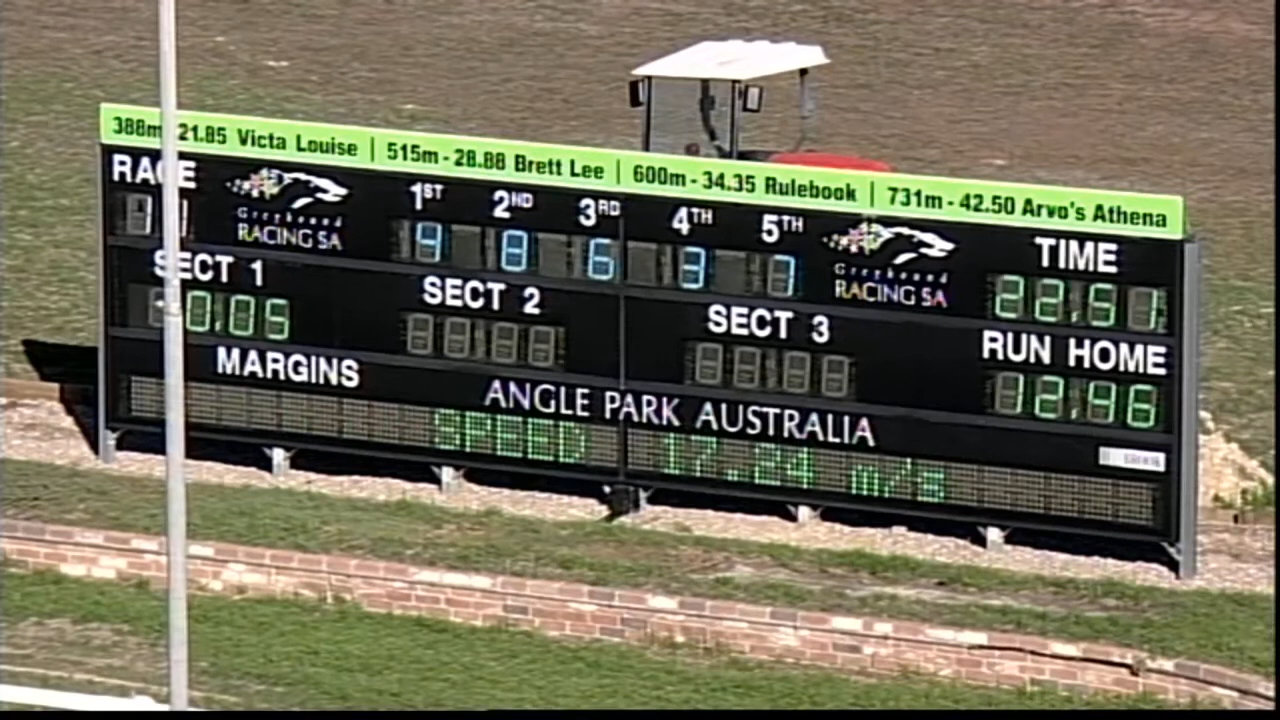 388m 21.85 Victa Louise | 515m - 28.88 Brett Lee | 600m - 34.35 Rulebook | 731m - 42.50 Arvo's Athena
RACE 1ST 2ND 3RD 4TH 5TH TIME
Greyhound RACING SA
4 8 6 3 7
Greyhound RACING SA
22.51
SECT 1 SECT 2 SECT 3 RUN HOME
0.05
12.46
MARGINS ANGLE PARK AUSTRALIA
SPEED 17.24 m/s